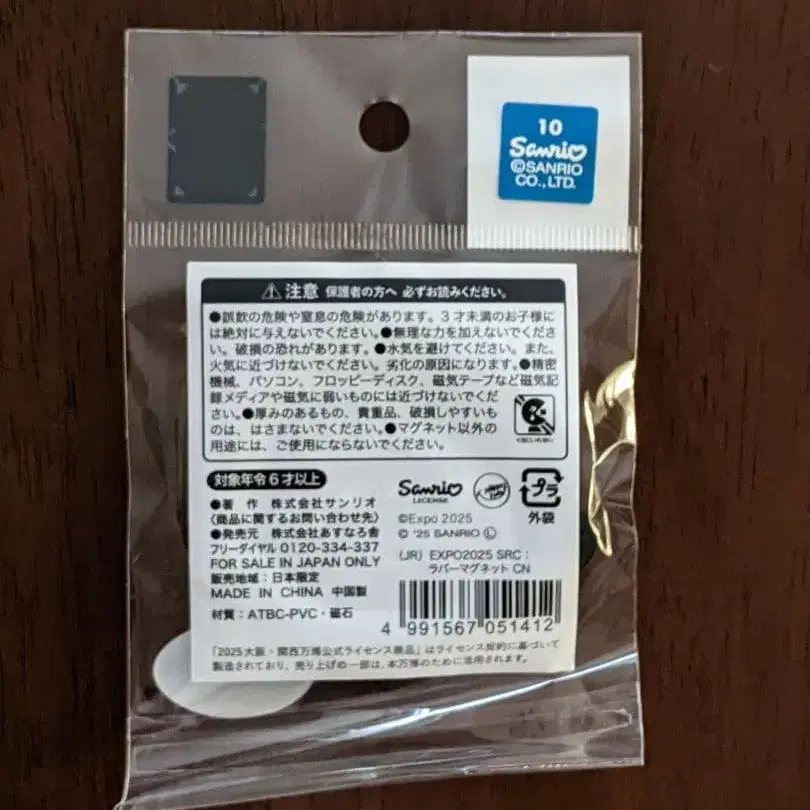 10
Sanrio
©SANRIO
CO., LTD.
注意 保護者の方へ 必ずお読みください。
●誤飲の危険や窒息の危険があります。3才未満のお子様に
は絶対に与えないでください。●無理な力を加えないでくださ
い。破損の恐れがあります。●水気を避けてください。また、
火気に近づけないでください。劣化の原因になります。●精密
機械、パソコン、フロッピーディスク、磁気テープなど磁気記
録メディアや磁気に弱いものには近づけないでくださ
い。●厚みのあるもの、貴重品、破損しやすいも
のは、はさまないでください。●マグネット以外の
用途には、ご使用にならないでください。
対象年令6才以上
●著 作 株式会社サンリオ
〈商品に関するお問い合わせ先〉
●発売元 株式会社あすなろ舎
フリーダイヤル 0120-334-337
FOR SALE IN JAPAN ONLY
販売地域：日本限定
MADE IN CHINA 中国製
材質：ATBC-PVC・磁石
Sanrio
LICENSE
プラ
外袋
©Expo 2025
© '25 SANRIO Ⓛ
(JR) EXPO2025 SRC：
ラバーマグネット CN
4 991567 051412
「2025大阪・関西万博公式ライセンス商品」はライセンス契約に基づいて
製造されており、売り上げの一部は、本万博のために活用されます。